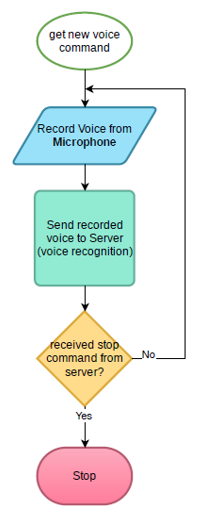 get new voice
command
Record Voice from
Microphone
Send recorded
voice to Server
(voice recognition)
received stop
command from
server?
No
Yes
Stop